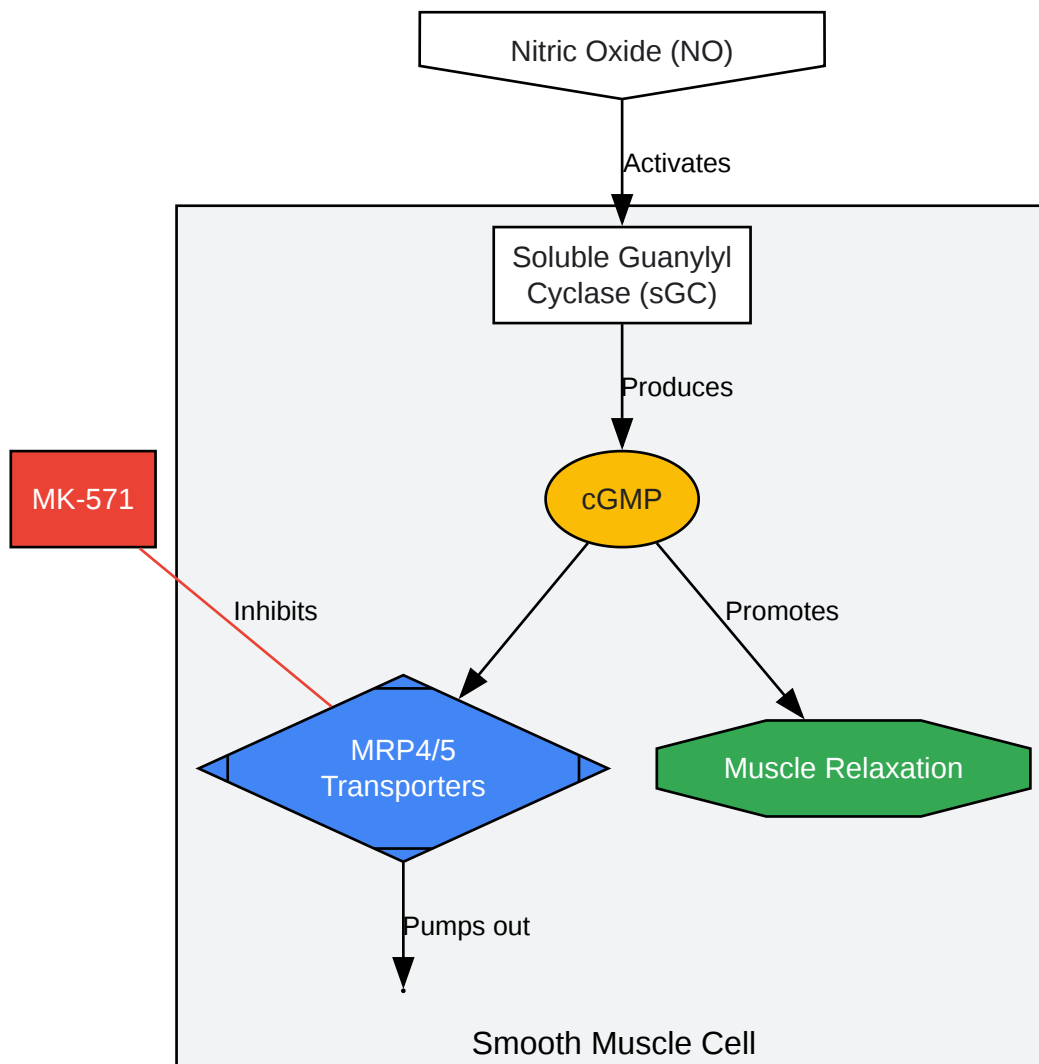 Nitric Oxide (NO)
Activates
Soluble Guanylyl
Cyclase (sGC)
Produces
MK-571
cGMP
Inhibits
Promotes
MRP4/5
Transporters
Muscle Relaxation
Pumps out
Smooth Muscle Cell